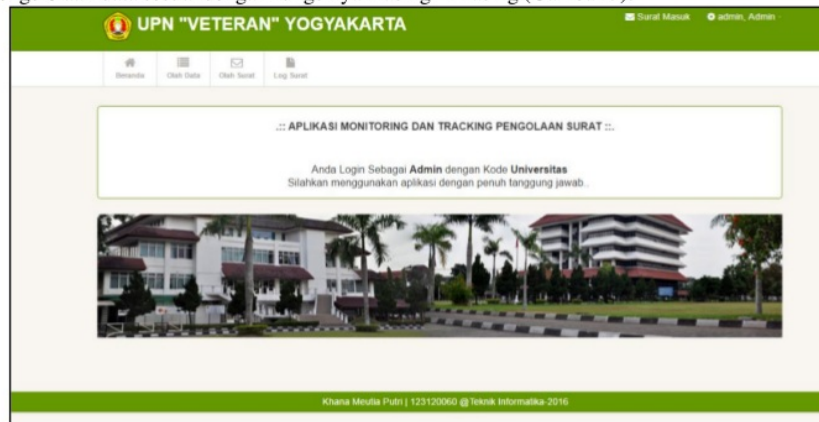 UPN "VETERAN" YOGYAKARTA
Surat Masuk
admin, Admin
Beranda
Olah Data
Olah Surat
Log Surat
.:: APLIKASI MONITORING DAN TRACKING PENGOLAAN SURAT ::.
Anda Login Sebagai Admin dengan Kode Universitas
Silahkan menggunakan aplikasi dengan penuh tanggung jawab..
Khana Meutia Putri | 123120060 @Teknik Informatika-2016